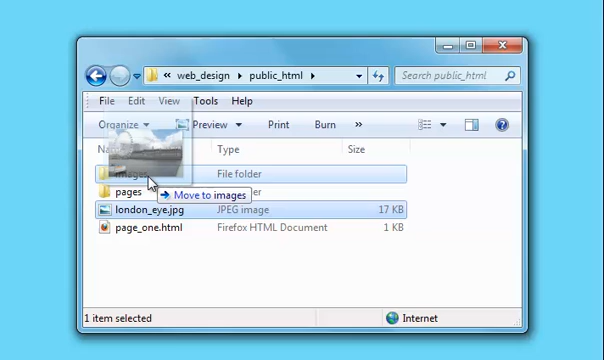 « web_design ▸ public_html ▸ Search public_html
File Edit View Tools Help
Organize ▾ Preview ▾ Print Burn »
Type Size
images File folder
pages
Move to images
london_eye.jpg JPEG image 17 KB
page_one.html Firefox HTML Document 1 KB
1 item selected Internet